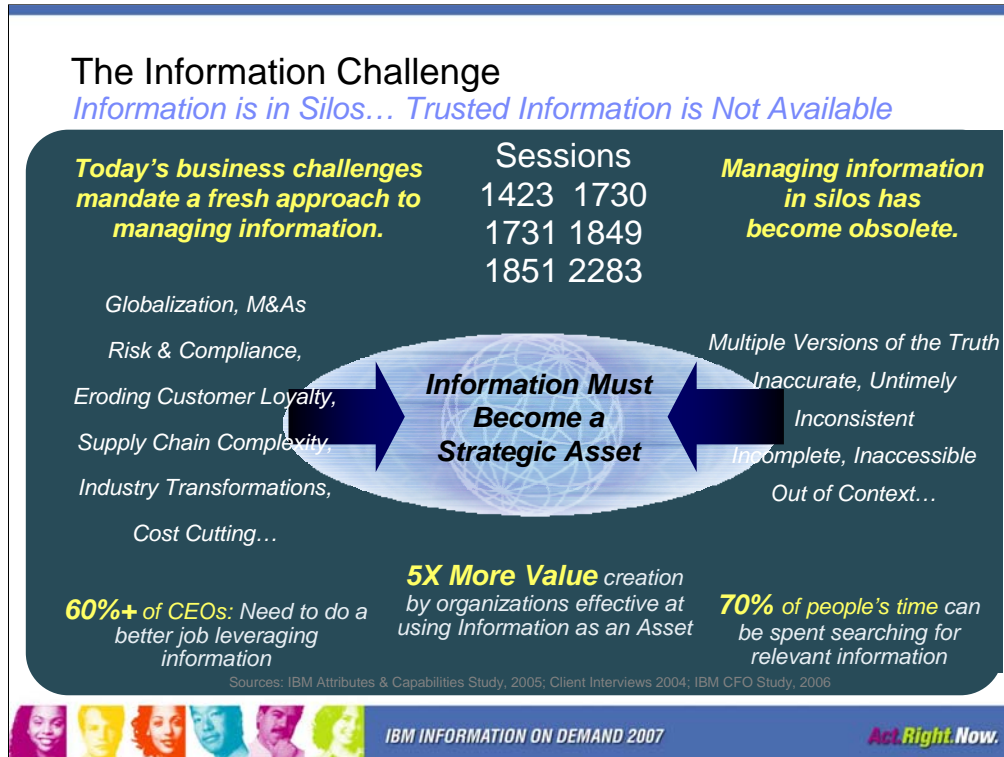 The Information Challenge
Information is in Silos… Trusted Information is Not Available
Today's business challenges
mandate a fresh approach to
managing information.
Globalization, M&As
Risk & Compliance,
Eroding Customer Loyalty,
Supply Chain Complexity,
Industry Transformations,
Cost Cutting…
Sessions
1423 1730
1731 1849
1851 2283
Information Must
Become a
Strategic Asset
Managing information
in silos has
become obsolete.
Multiple Versions of the Truth
Inaccurate, Untimely
Inconsistent
Incomplete, Inaccessible
Out of Context…
60%+ of CEOs: Need to do a
better job leveraging
information
5X More Value creation
by organizations effective at
using Information as an Asset
70% of people's time can
be spent searching for
relevant information
Sources: IBM Attributes & Capabilities Study, 2005; Client Interviews 2004; IBM CFO Study, 2006
IBM INFORMATION ON DEMAND 2007
Act.Right.Now.